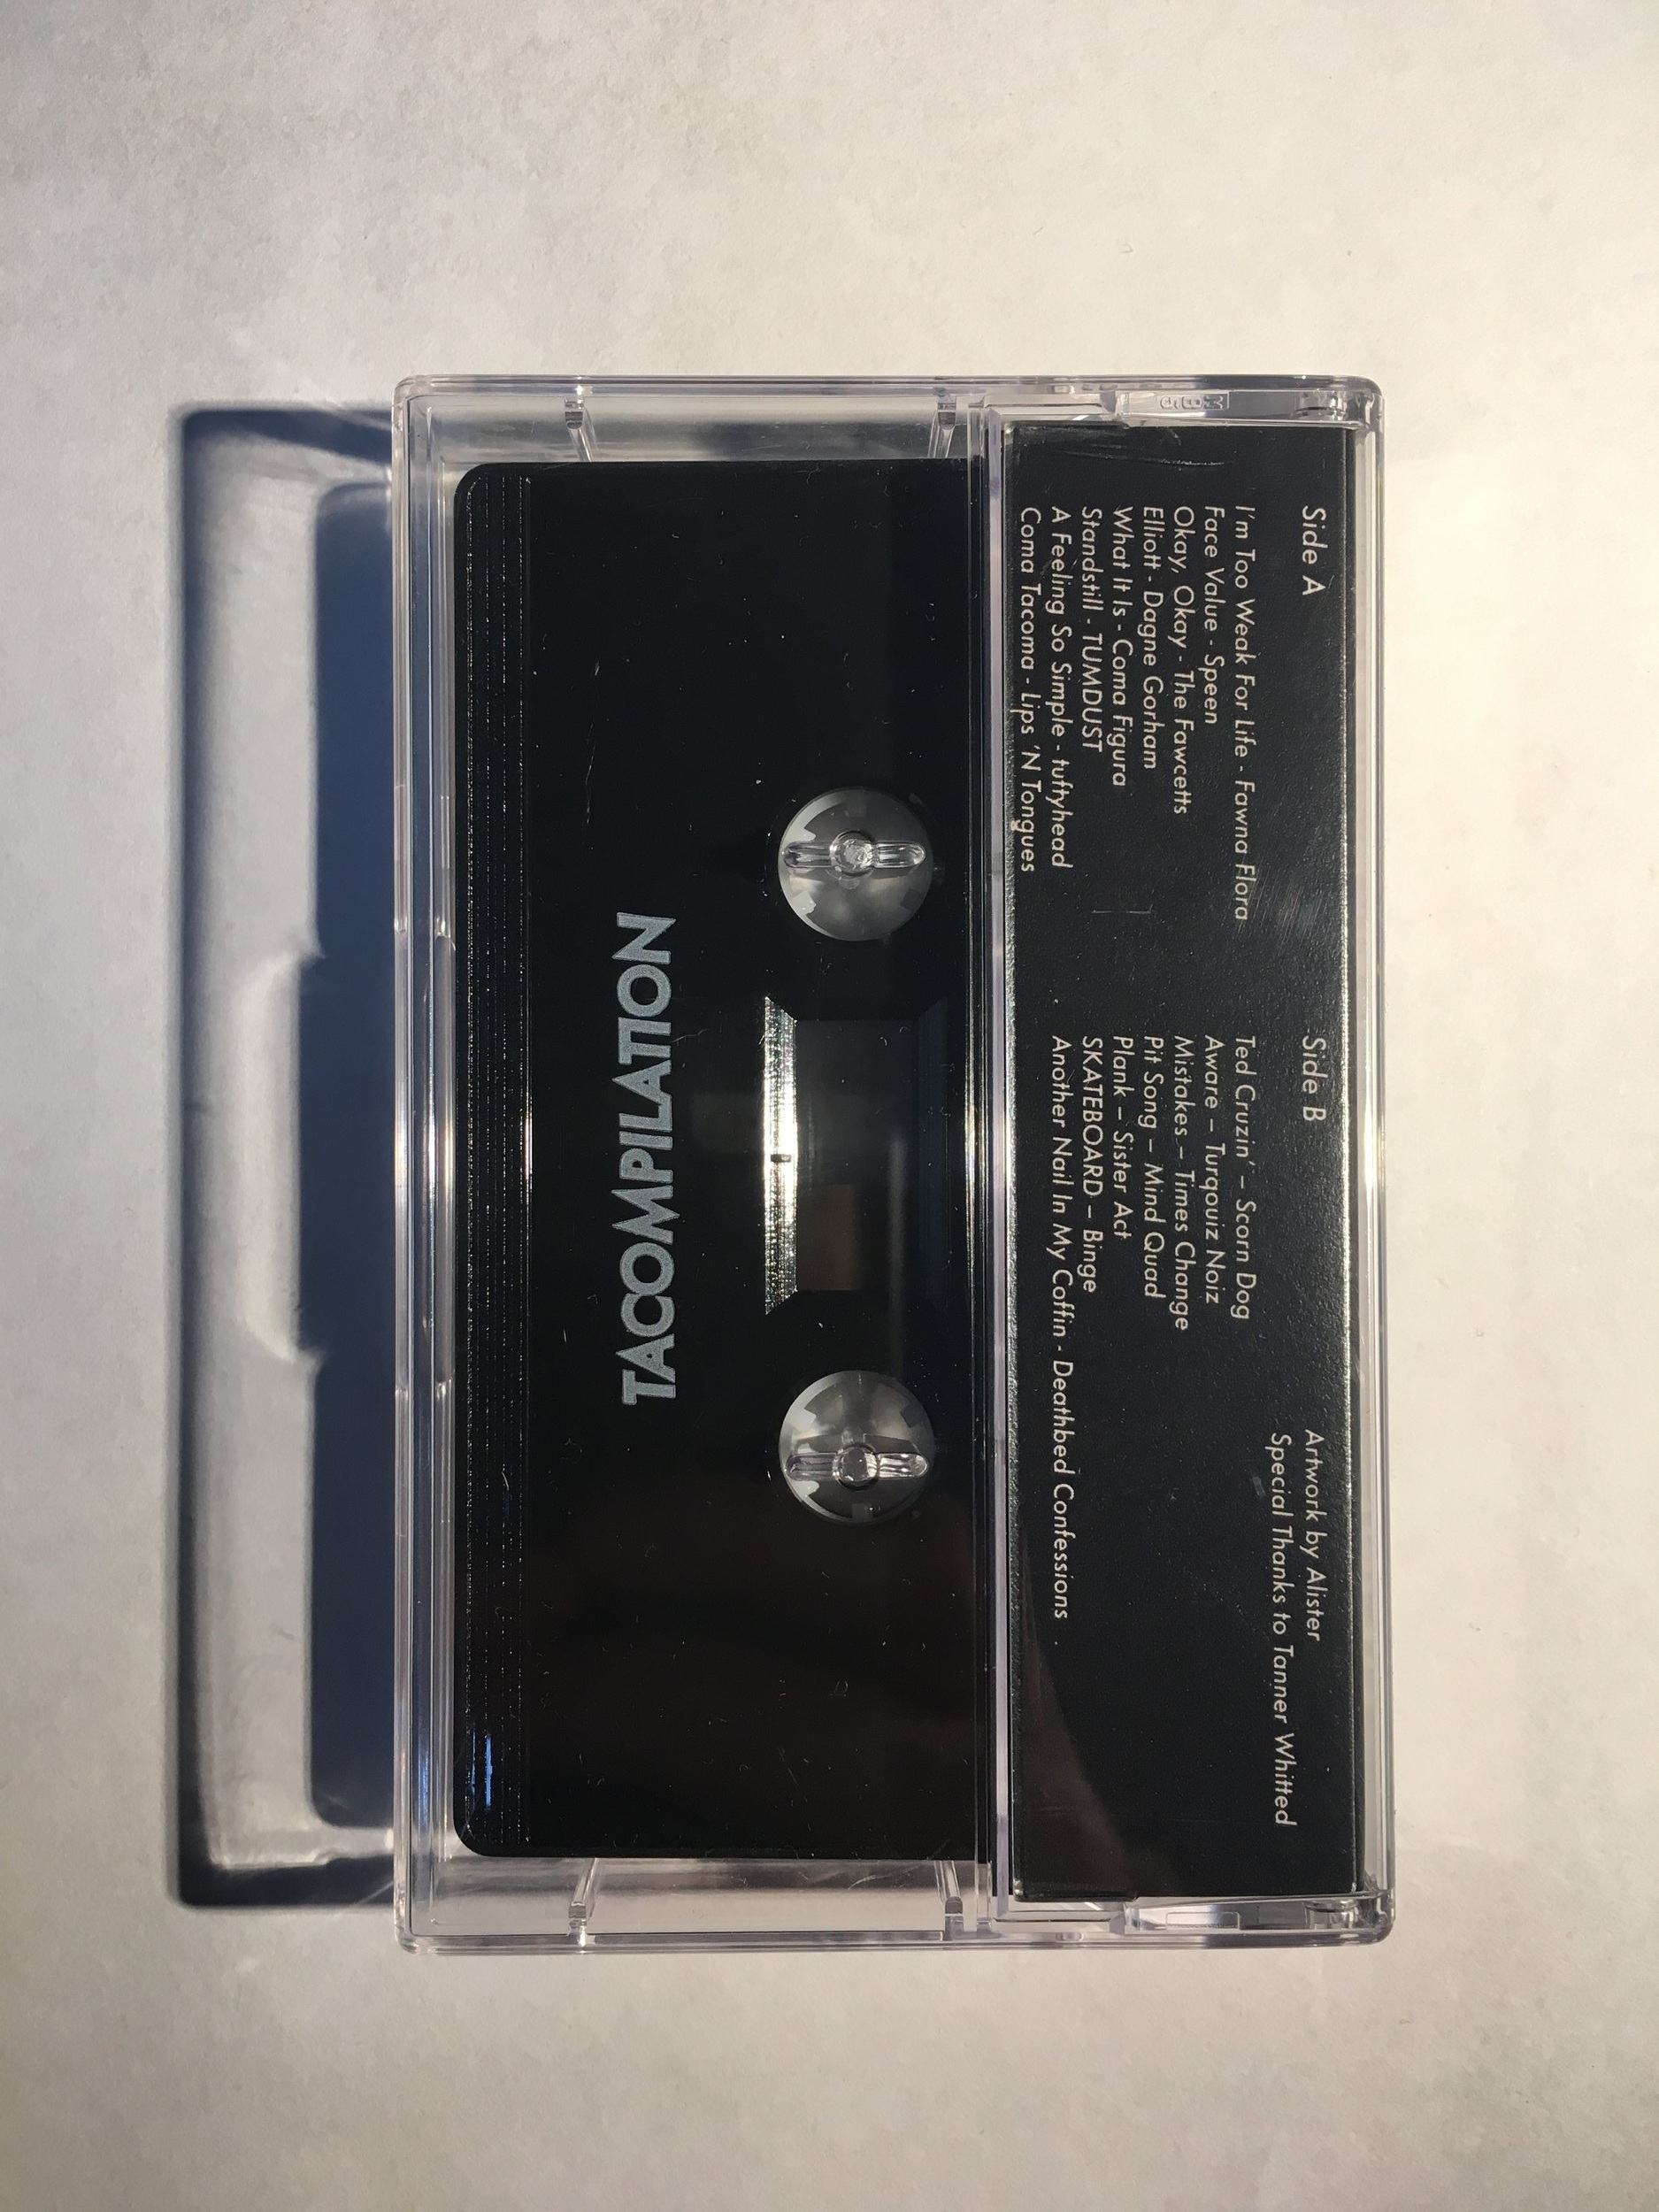 Side A
I'm Too Weak For Life - Fawna Flora
Face Value - Speen
Okay, Okay - The Fawcetts
Elliott - Dagne Gorham
What It Is - Coma Figura
Standstill - TUMDUST
A Feeling So Simple - tuftyhead
Coma Tacoma - Lips 'N Tongues
Side B
Ted Cruzin' – Scorn Dog
Aware – Turqouiz Noiz
Mistakes – Times Change
Pit Song – Mind Quad
Plank – Sister Act
SKATEBOARD – Binge
Another Nail In My Coffin - Deathbed Confessions
Artwork by Alister
Special Thanks to Tanner Whitted
TACOMPILATION